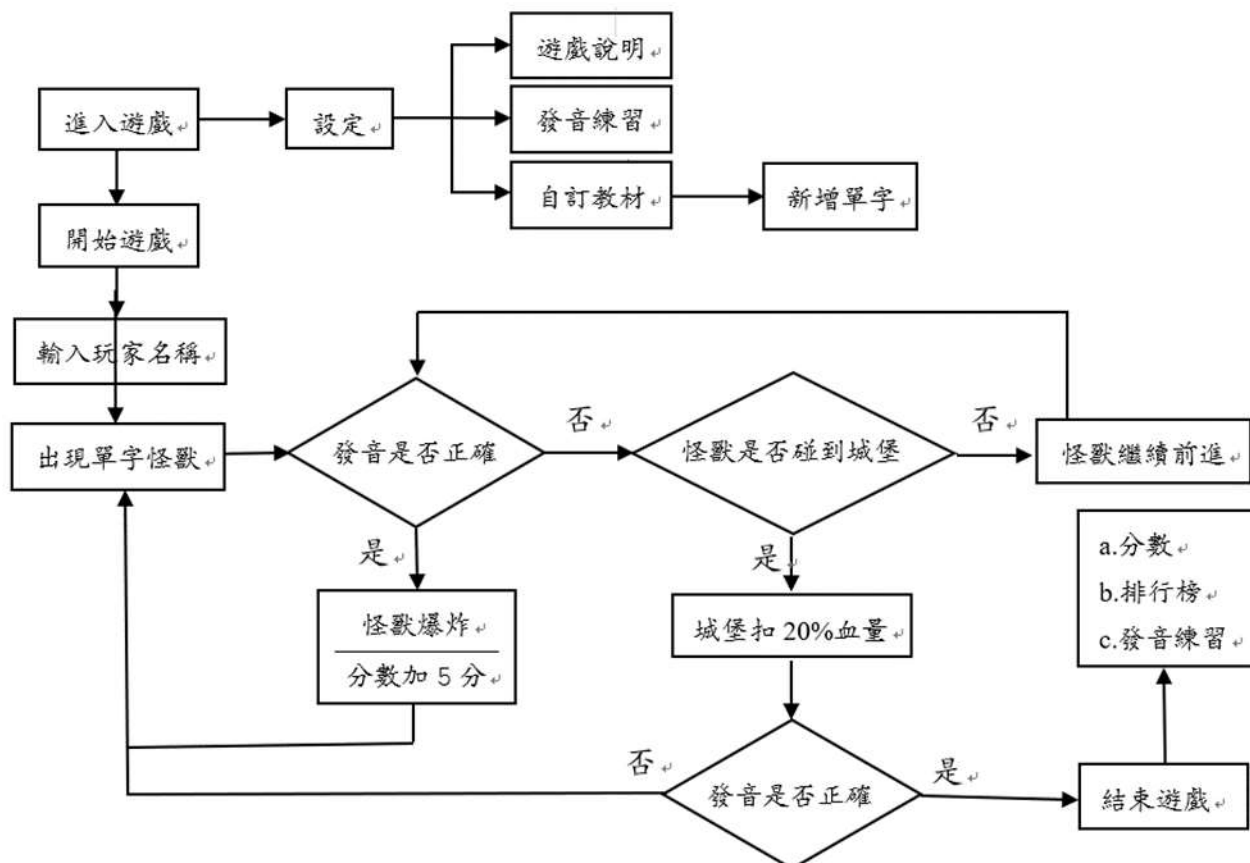 遊戲說明
進入遊戲
設定
發音練習
自訂教材
新增單字
開始遊戲
輸入玩家名稱
出現單字怪獸
發音是否正確
否
怪獸是否碰到城堡
否
怪獸繼續前進
是
怪獸爆炸
分數加 5 分
是
城堡扣 20%血量
a.分數
b.排行榜
c.發音練習
否
發音是否正確
是
結束遊戲